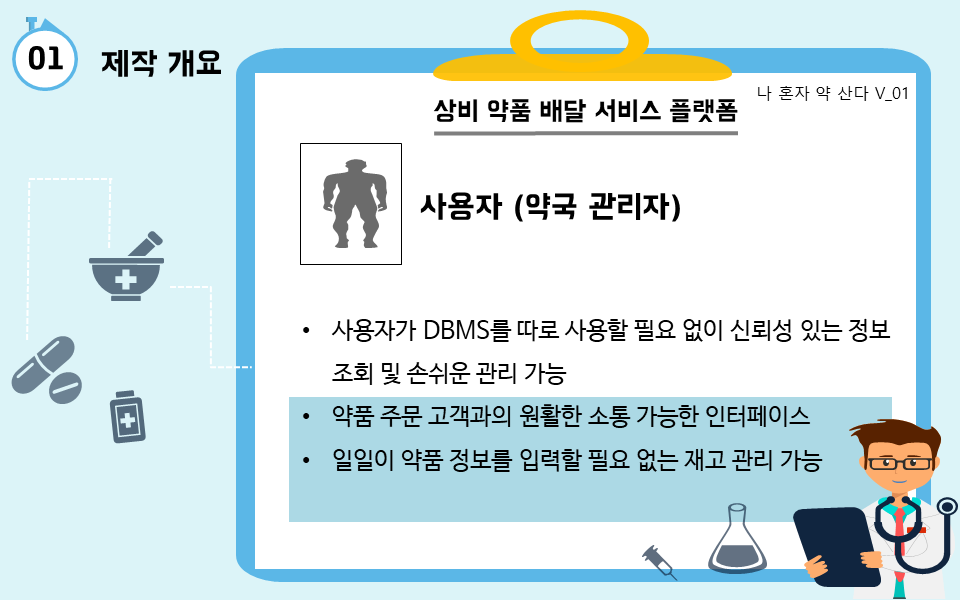 01
제작 개요
나 혼자 약 산다 V_01
상비 약품 배달 서비스 플랫폼
사용자 (약국 관리자)
• 사용자가 DBMS를 따로 사용할 필요 없이 신뢰성 있는 정보
조회 및 손쉬운 관리 가능
• 약품 주문 고객과의 원활한 소통 가능한 인터페이스
• 일일이 약품 정보를 입력할 필요 없는 재고 관리 가능